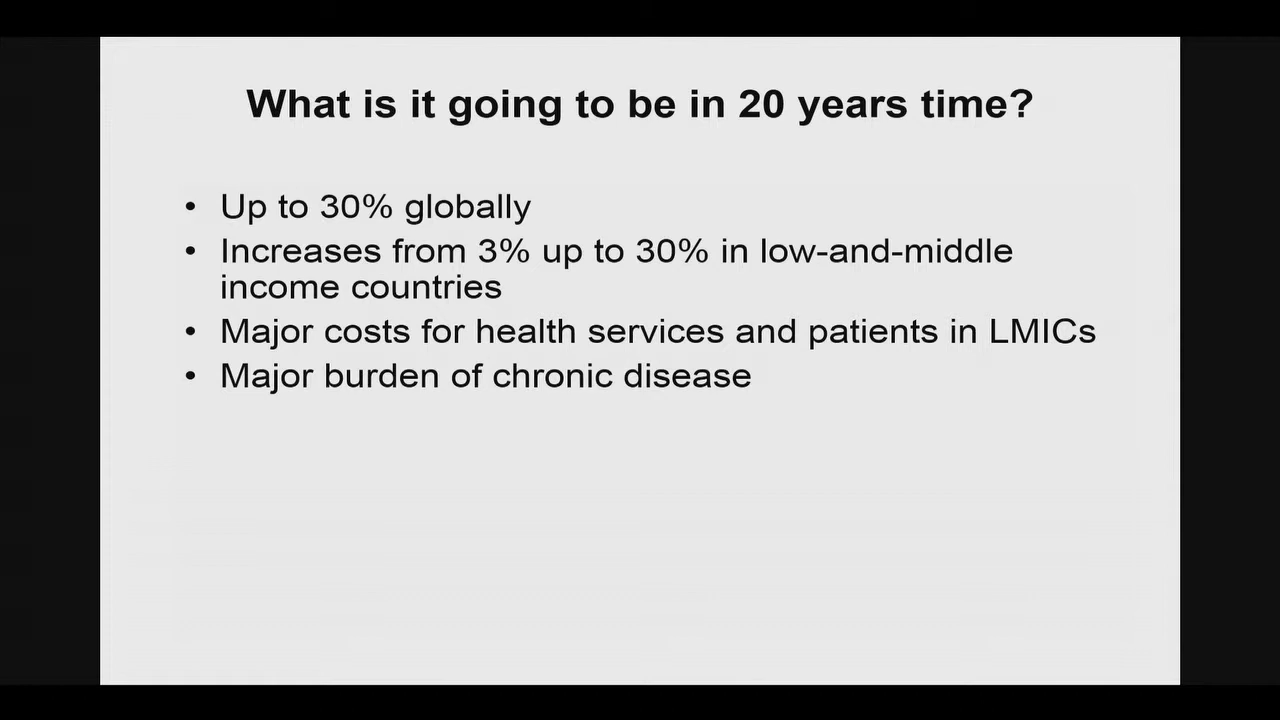 What is it going to be in 20 years time?
• Up to 30% globally
• Increases from 3% up to 30% in low-and-middle
income countries
• Major costs for health services and patients in LMICs
• Major burden of chronic disease